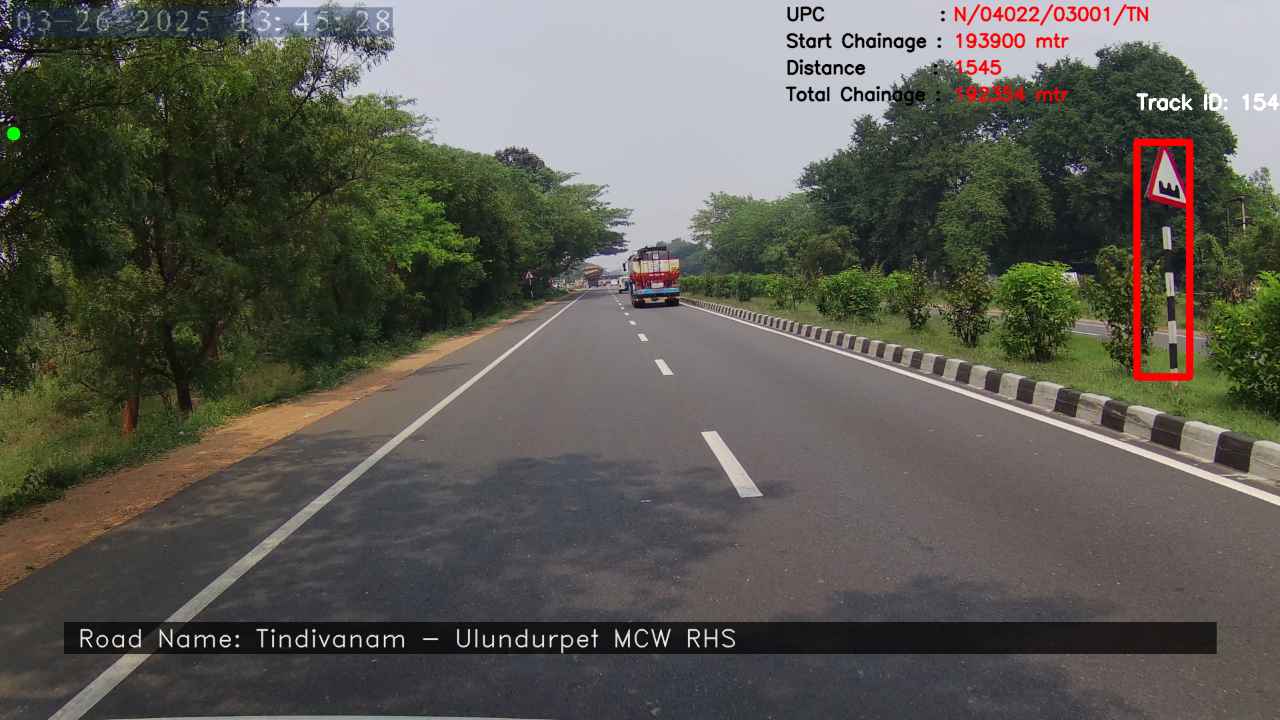 03-26-2025 13:45:28
UPC : N/04022/03001/TN
Start Chainage : 193900 mtr
Distance : 1545
Total Chainage : 192354 mtr
Track ID: 154
Road Name: Tindivanam - Ulundurpet MCW RHS